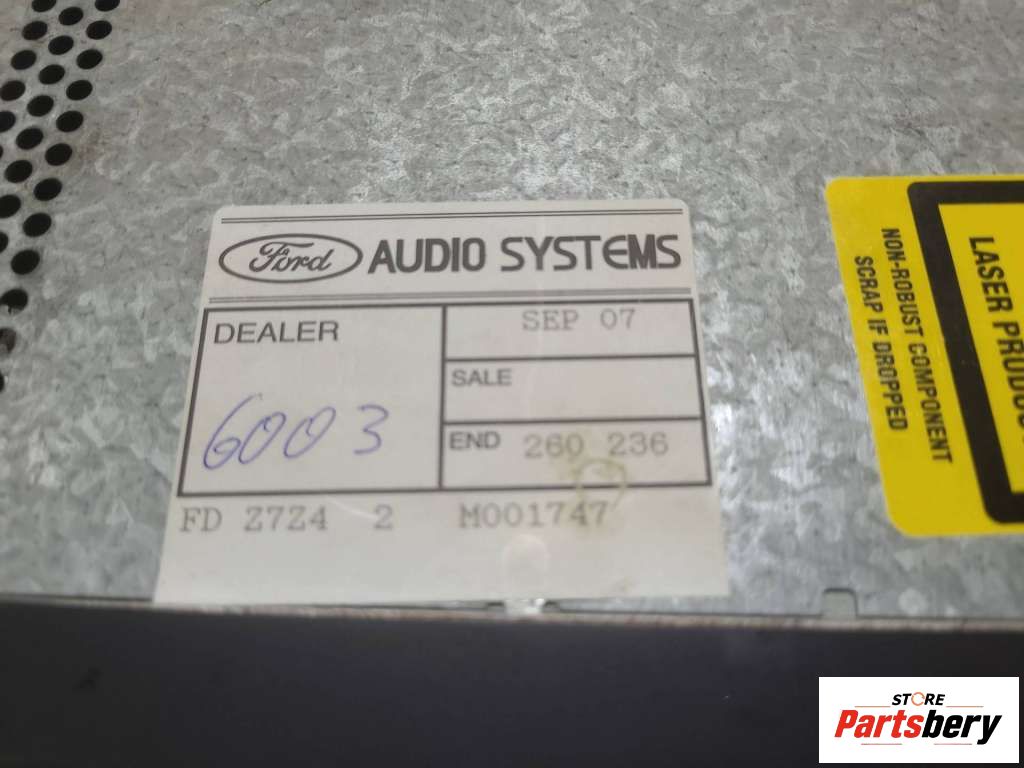 Ford AUDIO SYSTEMS
DEALER
6003
SEP 07
SALE
END 260 236
FD Z7Z4 2 M001747
NON-ROBUST COMPONENT
SCRAP IF DROPPED
LASER
STORE
Partsbery